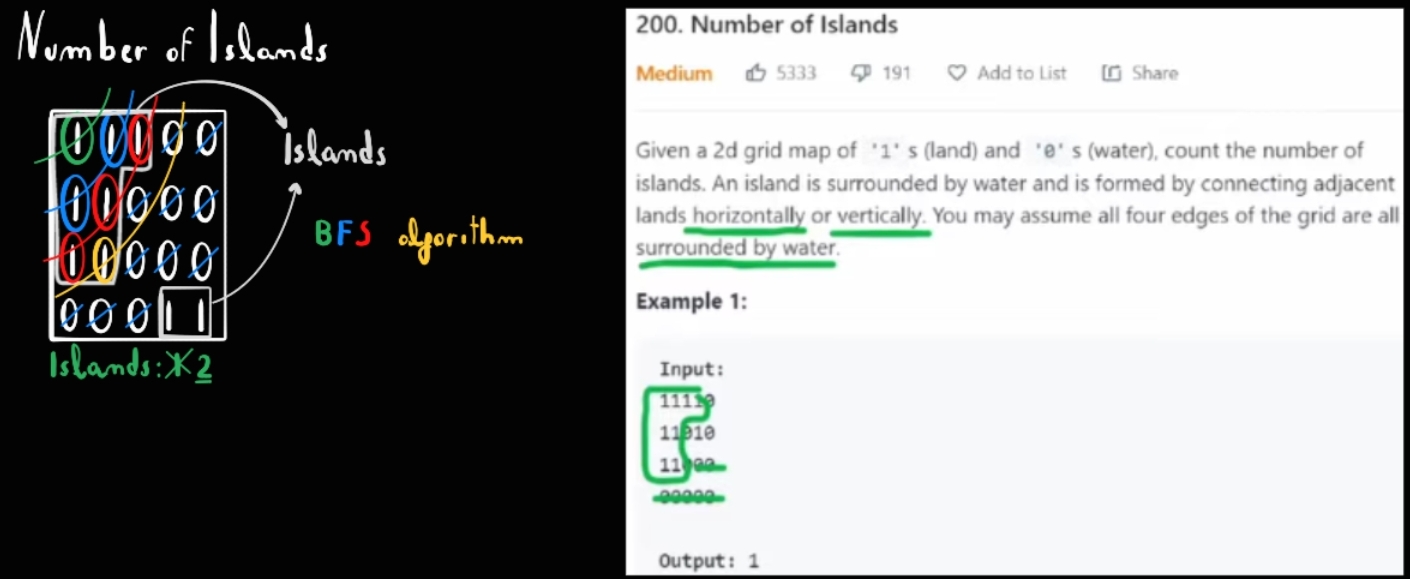 Number of Islands
1 1 1 0 0
1 1 0 0 0
1 1 0 0 0
0 0 0 1 1
Islands
BFS algorithm
Islands: 2
200. Number of Islands
Medium 5333 191 Add to List Share
Given a 2d grid map of '1' s (land) and '0' s (water), count the number of
islands. An island is surrounded by water and is formed by connecting adjacent
lands horizontally or vertically. You may assume all four edges of the grid are all
surrounded by water.
Example 1:
Input:
11110
11010
11000
00000
Output: 1